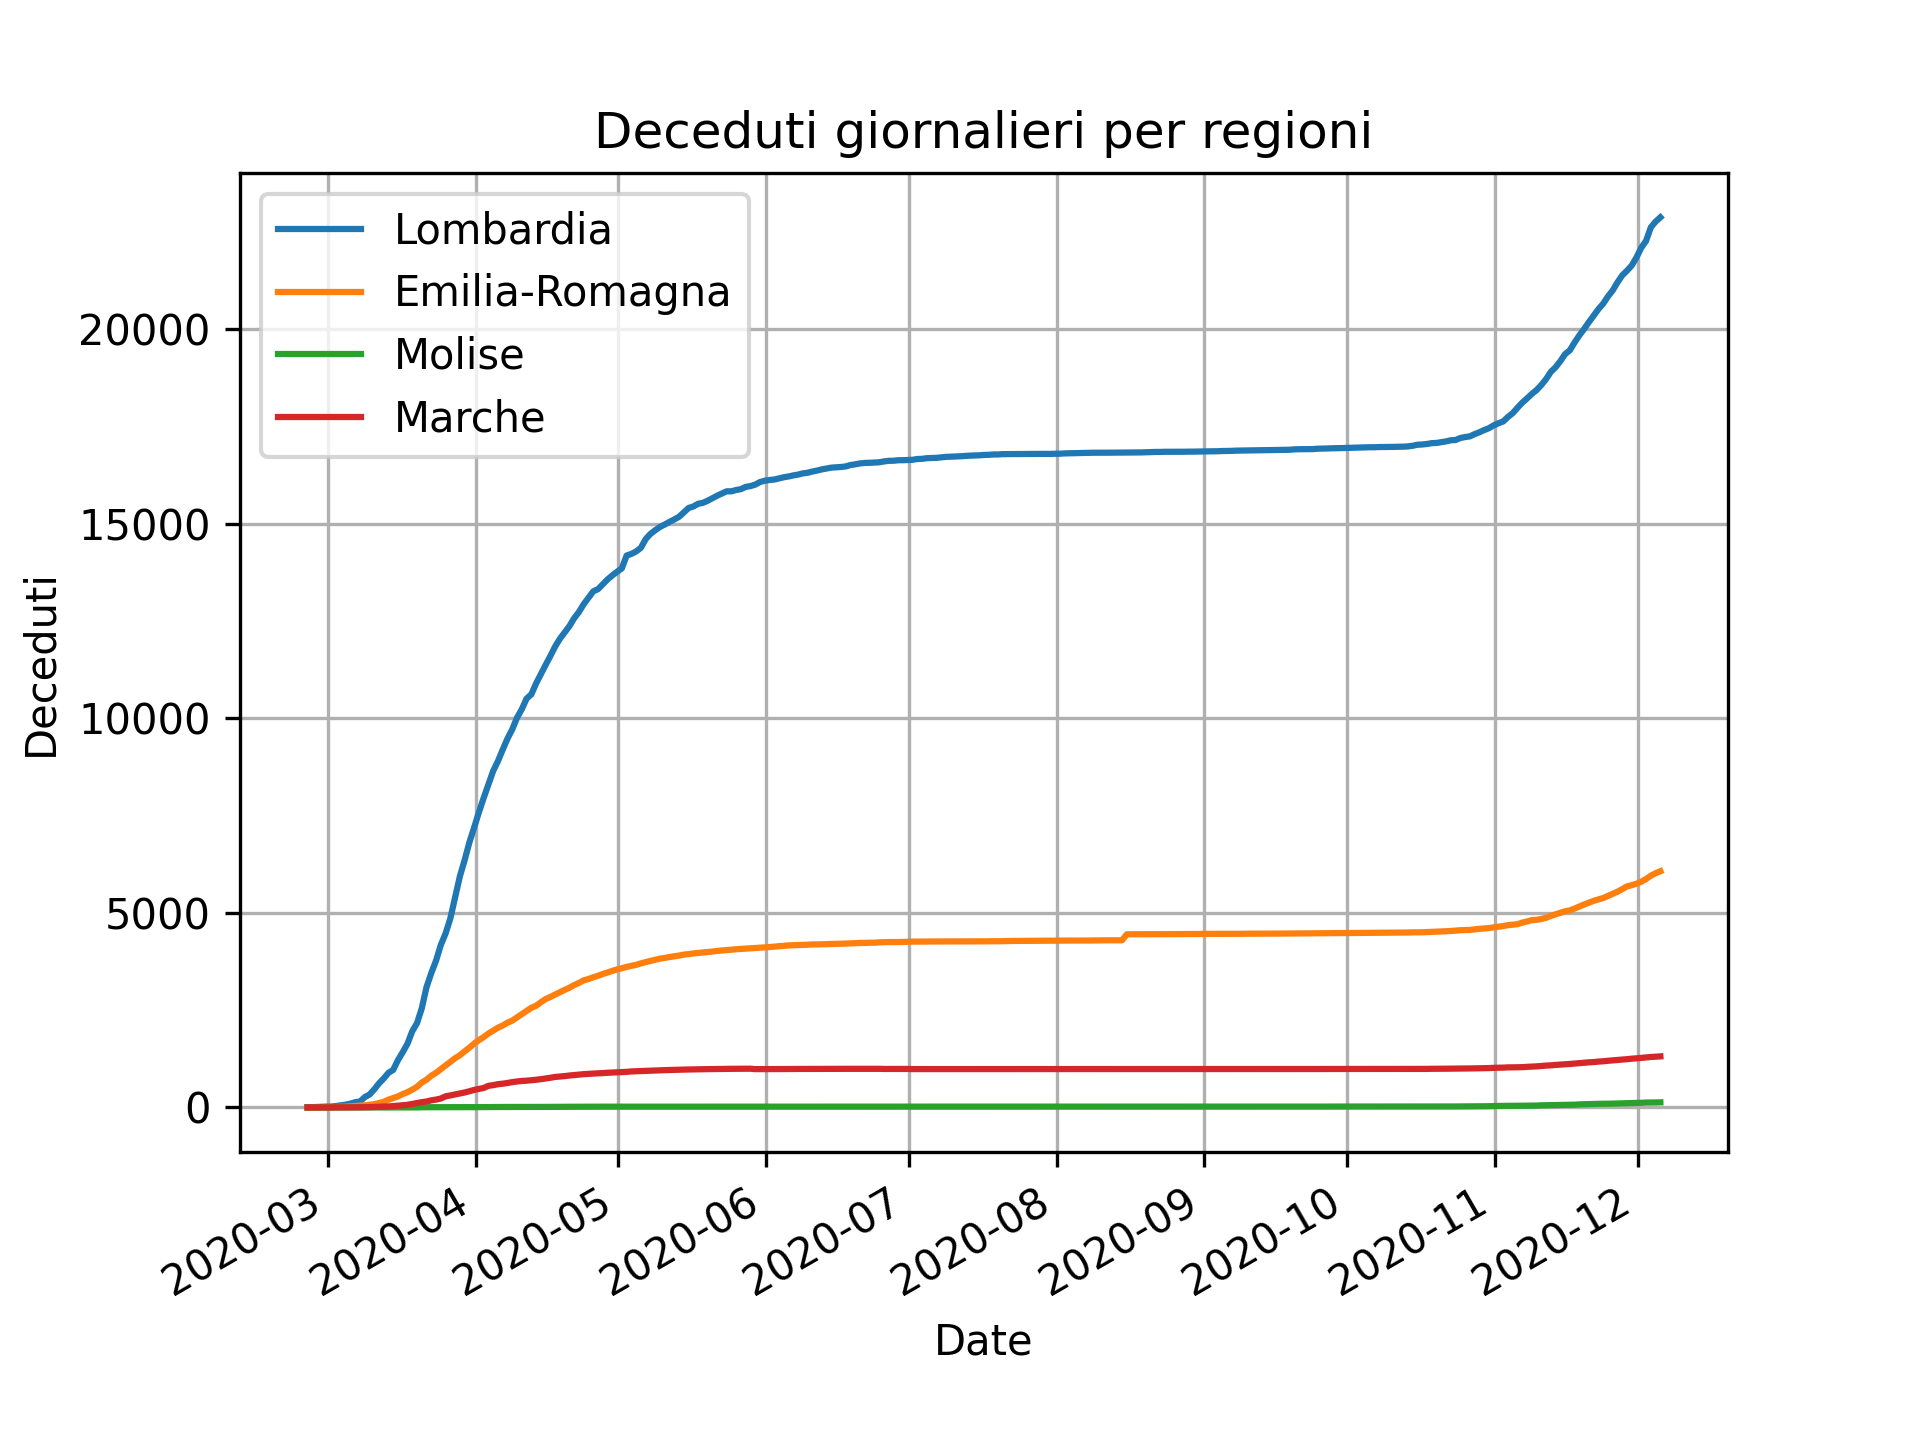 Deceduti giornalieri per regioni
Lombardia
Emilia-Romagna
Molise
Marche
Deceduti
20000
15000
10000
5000
0
2020-03
2020-04
2020-05
2020-06
2020-07
2020-08
2020-09
2020-10
2020-11
2020-12
Date